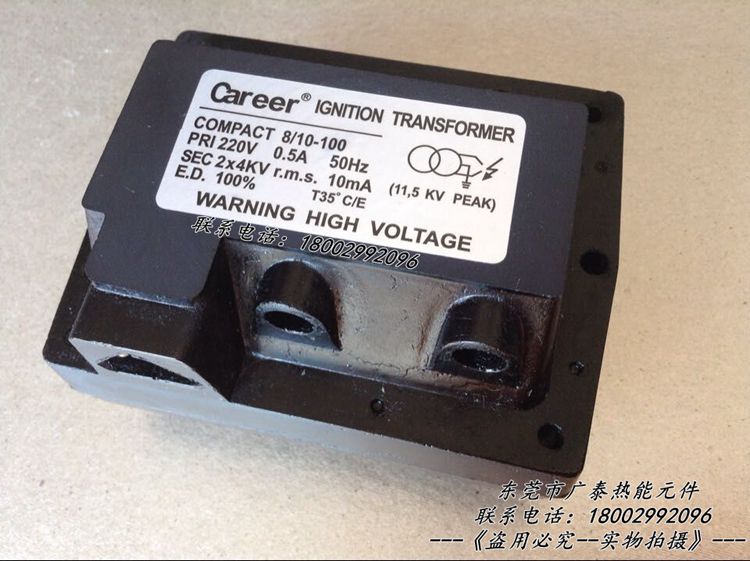 Career® IGNITION TRANSFORMER
COMPACT 8/10-100
PRI 220V 0.5A 50Hz
SEC 2x4KV r.m.s. 10mA (11,5 KV PEAK)
E.D. 100% T35°C/E
WARNING HIGH VOLTAGE
联系电话：18002992096
东莞市广泰热能元件
联系电话：18002992096
---《盗用必究--实物拍摄》---